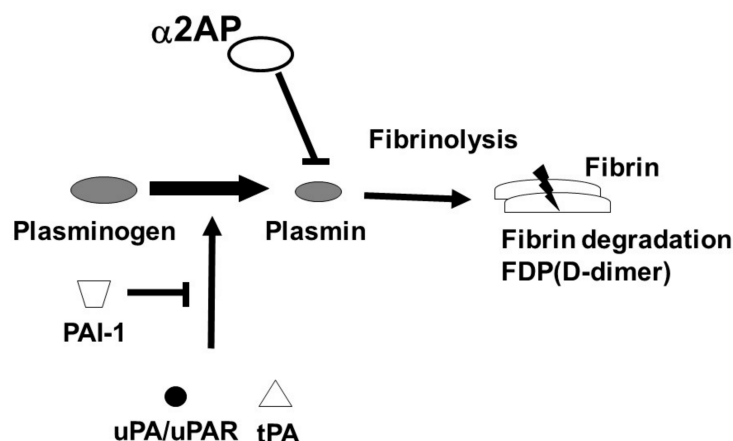 α2AP
Fibrinolysis
Fibrin
Plasminogen
Plasmin
Fibrin degradation
FDP(D-dimer)
PAI-1
uPA/uPAR
tPA